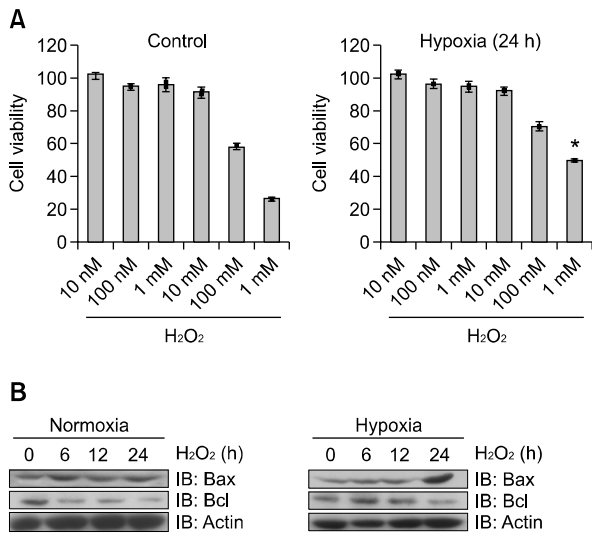 A
Control
Hypoxia (24 h)
Cell viability
120
100
80
60
40
20
0
10 nM
100 nM
1 mM
10 mM
100 mM
1 mM
H₂O₂
Cell viability
120
100
80
60
40
20
0
*
10 nM
100 nM
1 mM
10 mM
100 mM
1 mM
H₂O₂
B
Normoxia
0 6 12 24 H₂O₂ (h)
IB: Bax
IB: Bcl
IB: Actin
Hypoxia
0 6 12 24 H₂O₂ (h)
IB: Bax
IB: Bcl
IB: Actin